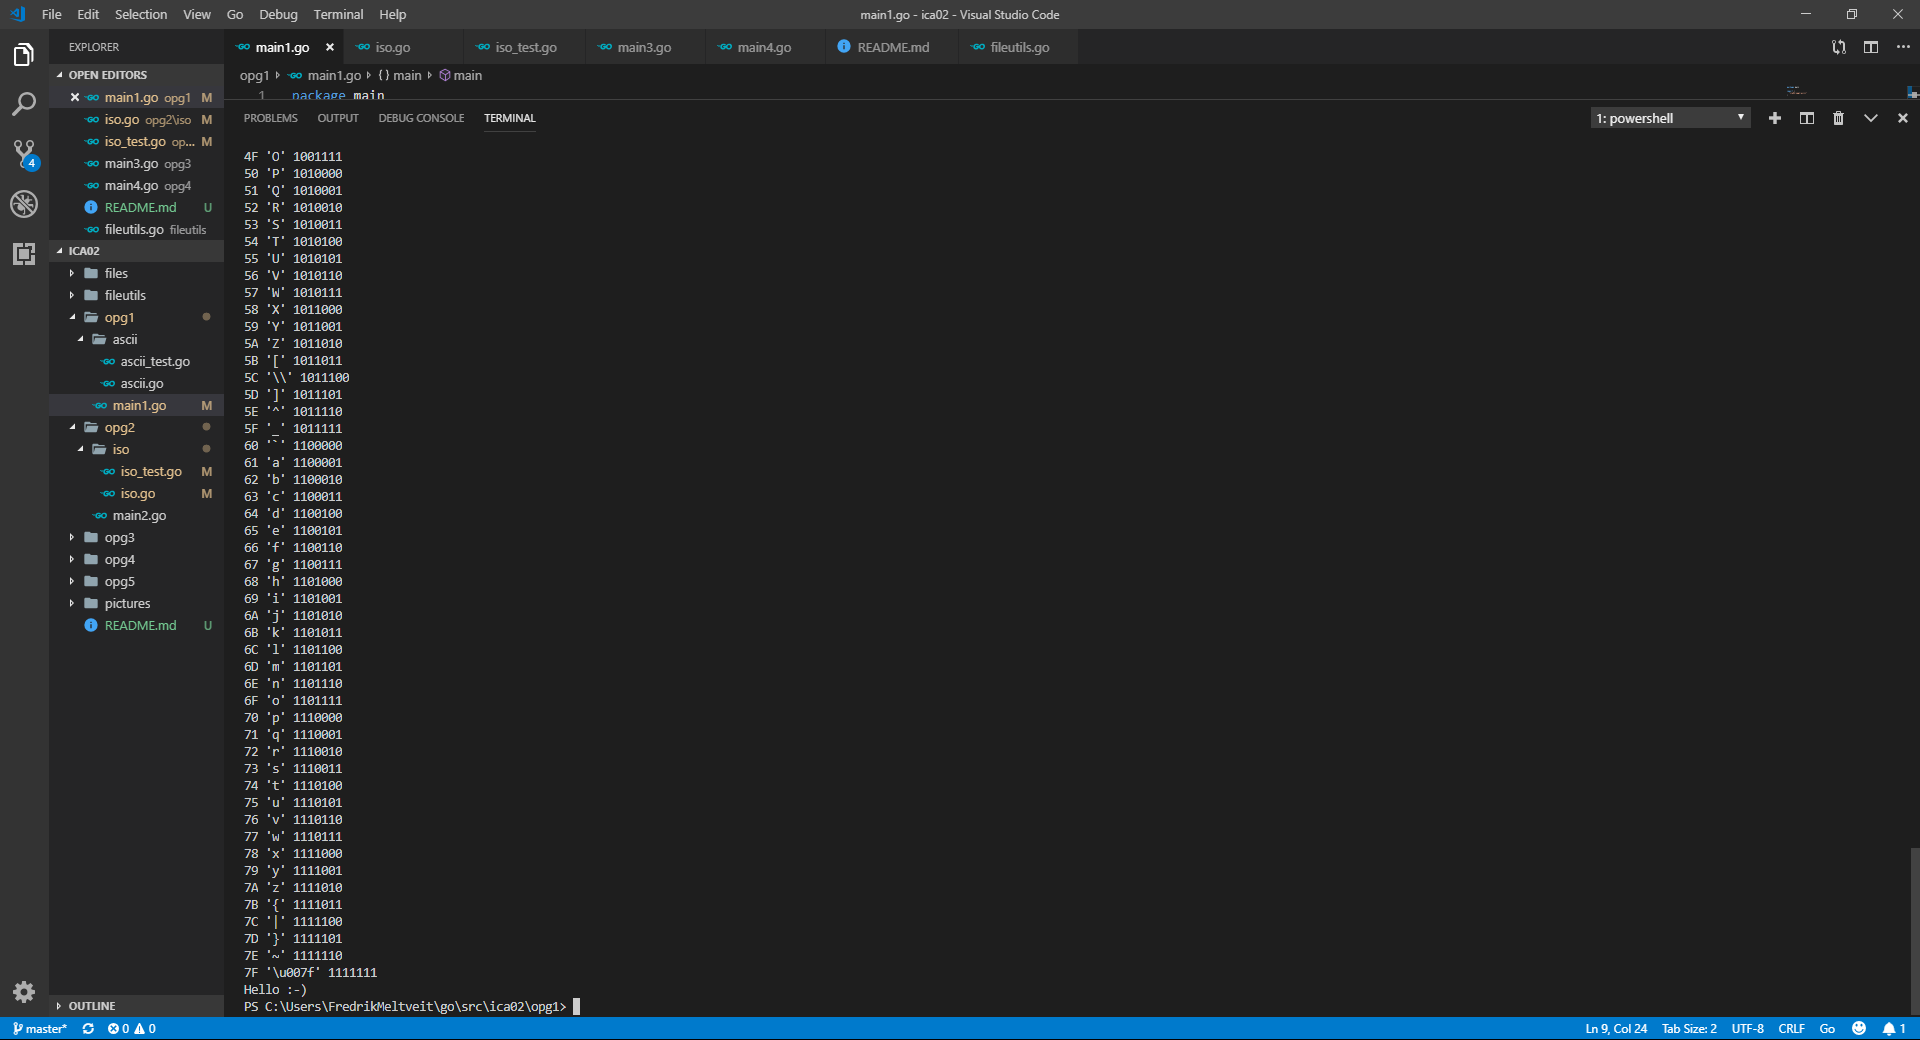 File Edit Selection View Go Debug Terminal Help
main1.go - ica02 - Visual Studio Code
EXPLORER
main1.go iso.go iso_test.go main3.go main4.go README.md fileutils.go
OPEN EDITORS
opg1 main1.go {} main main
main1.go opg1 M
1 package main
iso.go opg2\iso M
iso_test.go op... M
main3.go opg3
main4.go opg4
README.md U
fileutils.go fileutils
ICA02
files
fileutils
opg1
ascii
ascii_test.go
ascii.go
main1.go M
opg2
iso
iso_test.go M
iso.go M
main2.go
opg3
opg4
opg5
pictures
README.md U
OUTLINE
4
PROBLEMS OUTPUT DEBUG CONSOLE TERMINAL
1: powershell
4F 'O' 1001111
50 'P' 1010000
51 'Q' 1010001
52 'R' 1010010
53 'S' 1010011
54 'T' 1010100
55 'U' 1010101
56 'V' 1010110
57 'W' 1010111
58 'X' 1011000
59 'Y' 1011001
5A 'Z' 1011010
5B '[' 1011011
5C '\\' 1011100
5D ']' 1011101
5E '^' 1011110
5F '_' 1011111
60 '`' 1100000
61 'a' 1100001
62 'b' 1100010
63 'c' 1100011
64 'd' 1100100
65 'e' 1100101
66 'f' 1100110
67 'g' 1100111
68 'h' 1101000
69 'i' 1101001
6A 'j' 1101010
6B 'k' 1101011
6C 'l' 1101100
6D 'm' 1101101
6E 'n' 1101110
6F 'o' 1101111
70 'p' 1110000
71 'q' 1110001
72 'r' 1110010
73 's' 1110011
74 't' 1110100
75 'u' 1110101
76 'v' 1110110
77 'w' 1110111
78 'x' 1111000
79 'y' 1111001
7A 'z' 1111010
7B '{' 1111011
7C '|' 1111100
7D '}' 1111101
7E '~' 1111110
7F '\u007f' 1111111
Hello :-)
PS C:\Users\FredrikMeltveit\go\src\ica02\opg1>
master* 0 0
Ln 9, Col 24 Tab Size: 2 UTF-8 CRLF Go 1